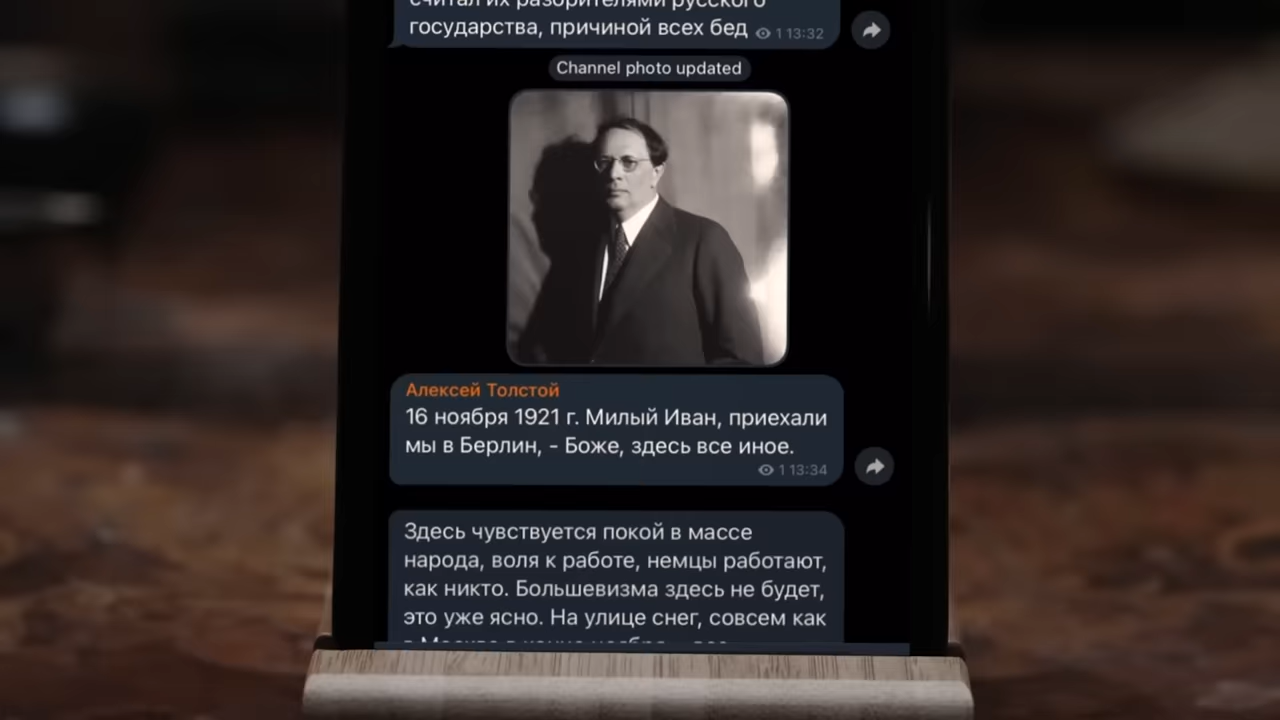 считал их разорителями русского
государства, причиной всех бед 1 13:32
Channel photo updated
Алексей Толстой
16 ноября 1921 г. Милый Иван, приехали
мы в Берлин, - Боже, здесь все иное.
1 13:34
Здесь чувствуется покой в массе
народа, воля к работе, немцы работают,
как никто. Большевизма здесь не будет,
это уже ясно. На улице снег, совсем как